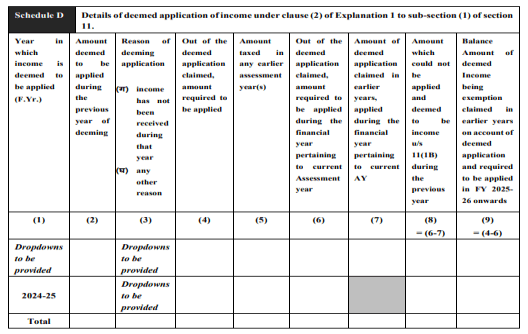 Schedule D
Details of deemed application of income under clause (2) of Explanation 1 to sub-section (1) of section
11.
Year in
which
income is
deemed to
be applied
(F.Yr.)
Amount
deemed
to be
applied
during
the
previous
year of
deeming
Reason of
deeming
application
(ग) income
has not
been
received
during
that
year
(घ) any
other
reason
Out of the
deemed
application
claimed,
amount
required to
be applied
Amount
taxed in
any earlier
assessment
year(s)
Out of the
deemed
application
claimed,
amount
required to
be applied
during the
financial
year
pertaining
to current
Assessment
year
Amount of
deemed
application
claimed in
earlier
years,
applied
during the
financial
year
pertaining
to current
AY
Amount
which
could not
be
applied
and
deemed
to be
income
u/s
11(1B)
during
the
previous
year
Balance
Amount of
deemed
Income
being
exemption
claimed in
earlier years
on account of
deemed
application
and required
to be applied
in FY 2025-
26 onwards
(1)
(2)
(3)
(4)
(5)
(6)
(7)
(8)
= (6-7)
(9)
= (4-6)
Dropdowns
to be
provided
Dropdowns
to be
provided
2024-25
Dropdowns
to be
provided
Total